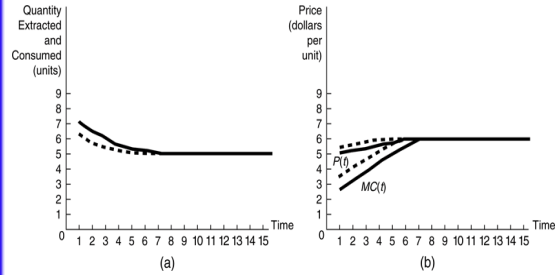 Quantity
Extracted
and
Consumed
(units)
9
8
7
6
5
4
3
2
1
0
1 2 3 4 5 6 7 8 9 10 11 12 13 14 15
Time
(a)
Price
(dollars
per
unit)
9
8
7
6
5
4
3
2
1
0
P(t)
MC(t)
1 2 3 4 5 6 7 8 9 10 11 12 13 14 15
Time
(b)